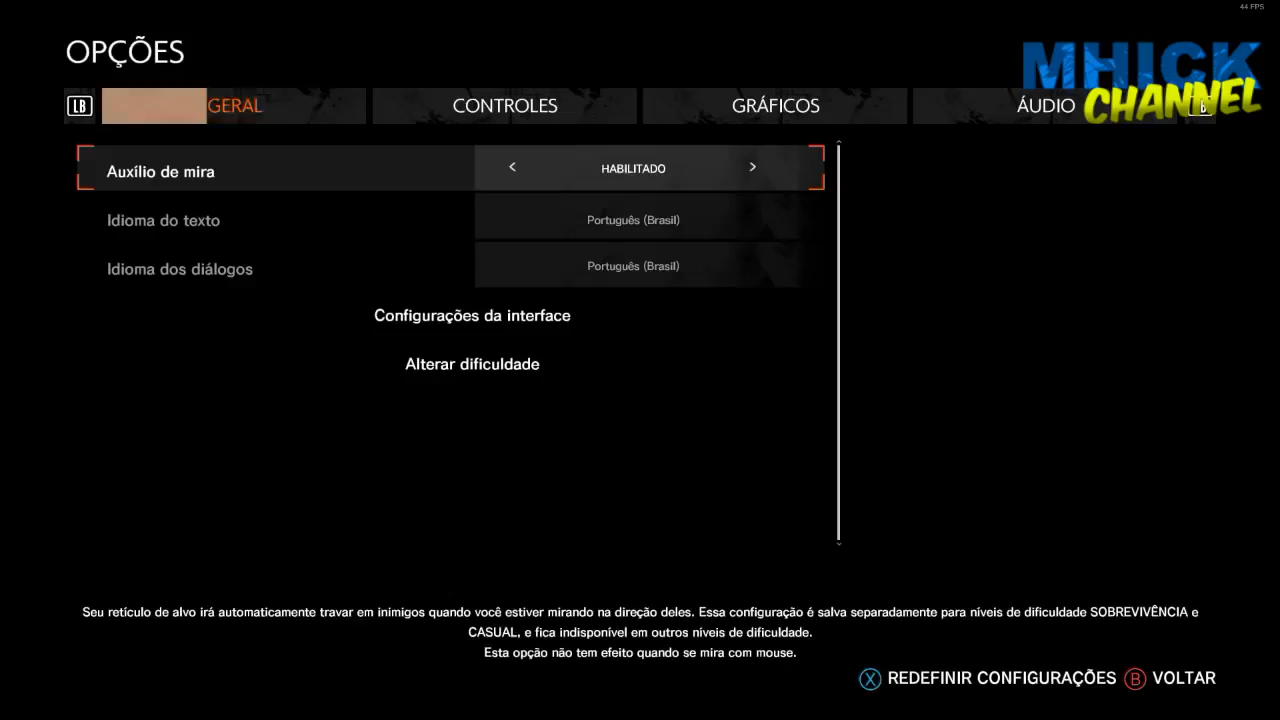 44 FPS
OPÇÕES
MHICK
CHANNEL
LB GERAL CONTROLES GRÁFICOS ÁUDIO
Auxílio de mira < HABILITADO >
Idioma do texto Português (Brasil)
Idioma dos diálogos Português (Brasil)
Configurações da interface
Alterar dificuldade
Seu retículo de alvo irá automaticamente travar em inimigos quando você estiver mirando na direção deles. Essa configuração é salva separadamente para níveis de dificuldade SOBREVIVÊNCIA e
CASUAL, e fica indisponível em outros níveis de dificuldade.
Esta opção não tem efeito quando se mira com mouse.
X REDEFINIR CONFIGURAÇÕES B VOLTAR